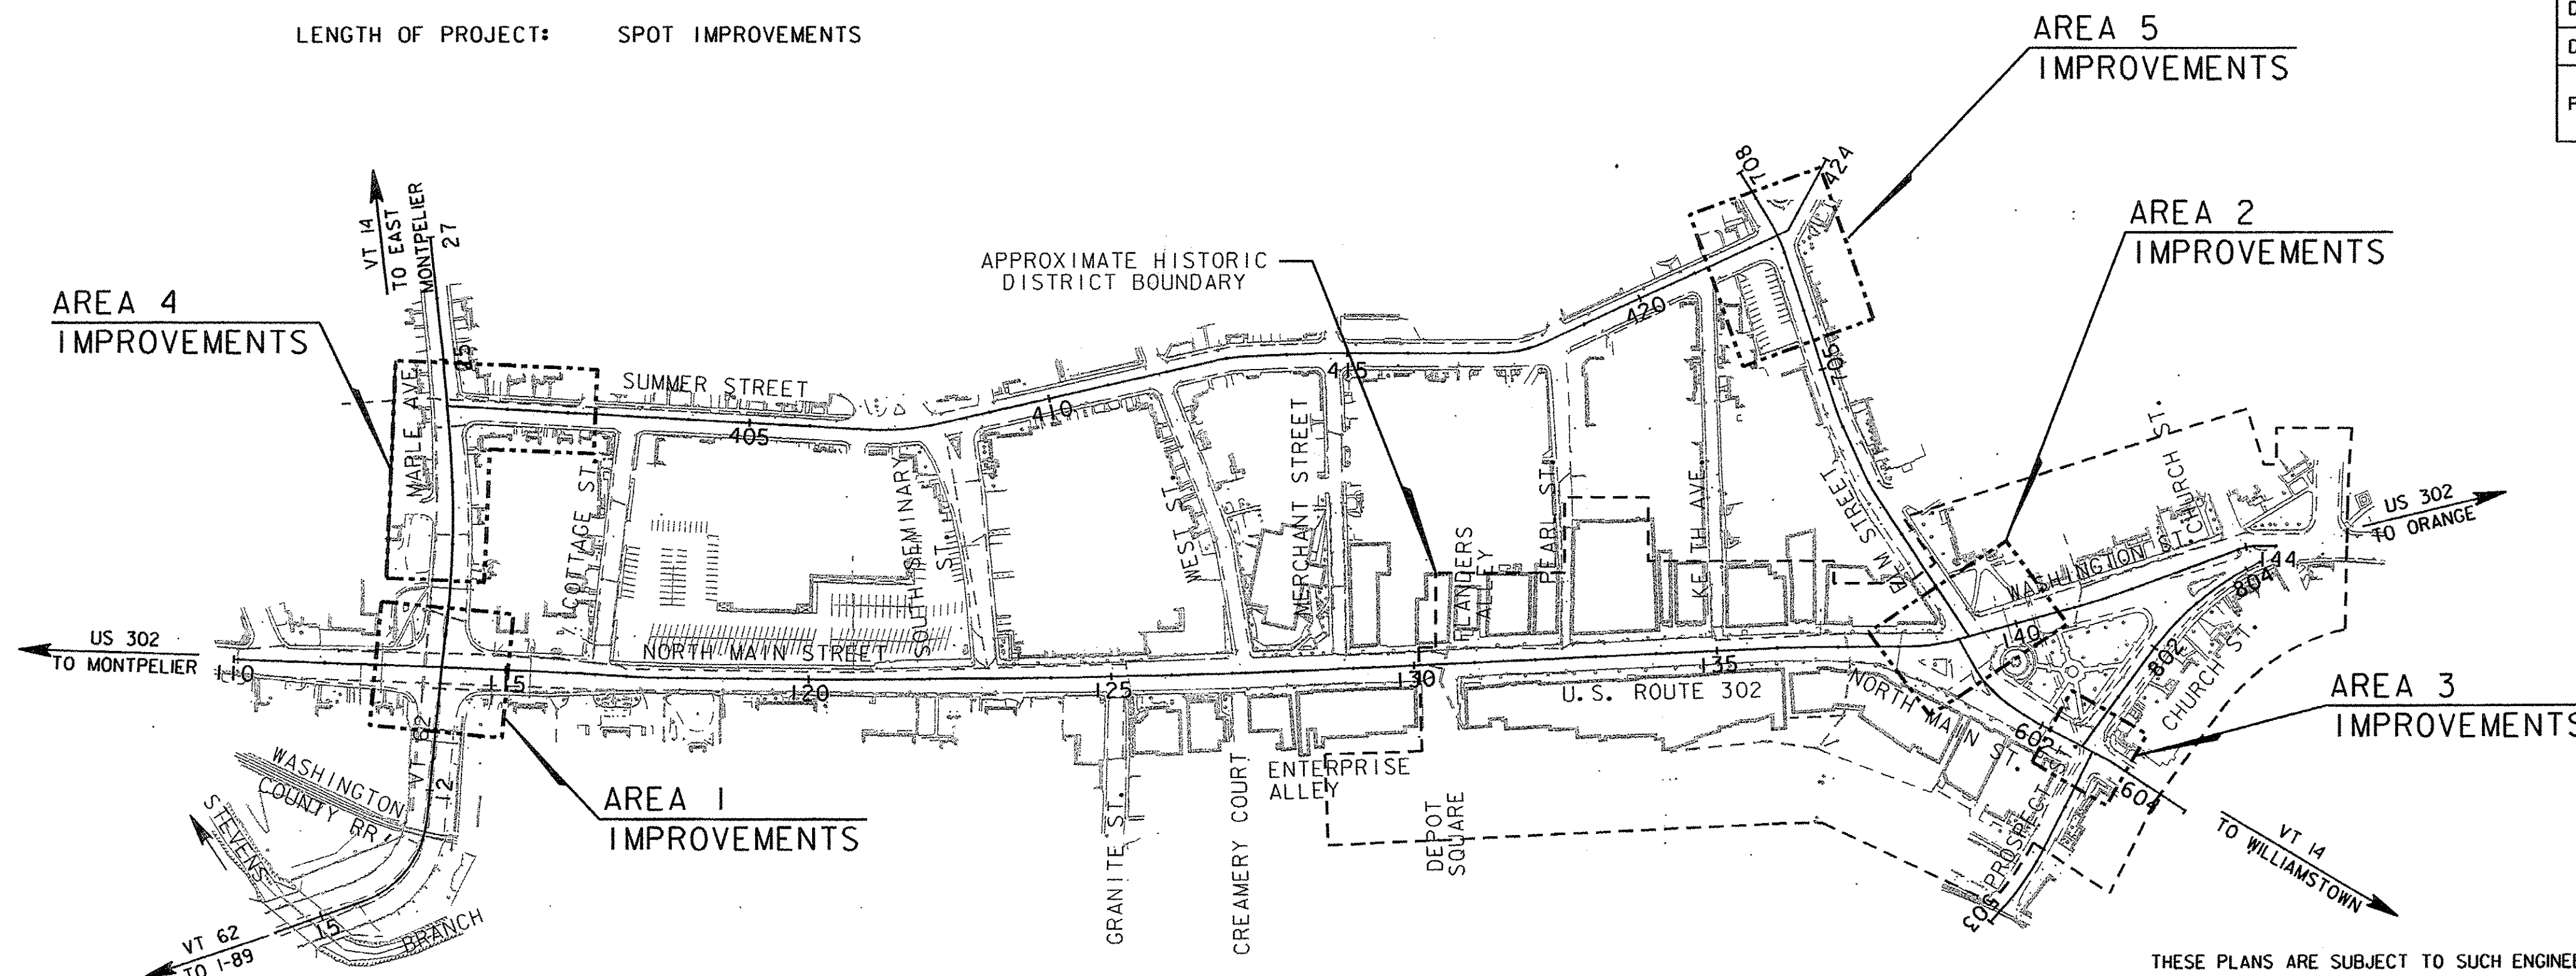 LENGTH OF PROJECT: SPOT IMPROVEMENTS
AREA 5
IMPROVEMENTS
AREA 2
IMPROVEMENTS
708
424
VT 14
TO EAST
MONTPELIER
27
APPROXIMATE HISTORIC
DISTRICT BOUNDARY
AREA 4
IMPROVEMENTS
25
MAPLE AVE
SUMMER STREET
405
410
415
420
705
COTTAGE ST.
SOUTH SEMINARY
ST.
WEST ST.
MERCHANT STREET
FLANDERS
ALLEY
PEARL ST.
KEITH AVE.
ELM STREET
WASHINGTON ST.
CHURCH ST.
US 302
TO ORANGE
144
804
US 302
TO MONTPELIER
110
115
NORTH MAIN STREET
120
125
130
135
140
U.S. ROUTE 302
NORTH MAIN ST.
802
CHURCH ST.
602
604
AREA 3
IMPROVEMENTS
VT 62
12
WASHINGTON
COUNTY RR
STEVENS
BRANCH
15
VT 62
TO I-89
AREA 1
IMPROVEMENTS
GRANITE ST.
CREAMERY COURT
ENTERPRISE
ALLEY
DEPOT
SQUARE
PROSPECT
503
VT 14
TO WILLIAMSTOWN
THESE PLANS ARE SUBJECT TO SUCH